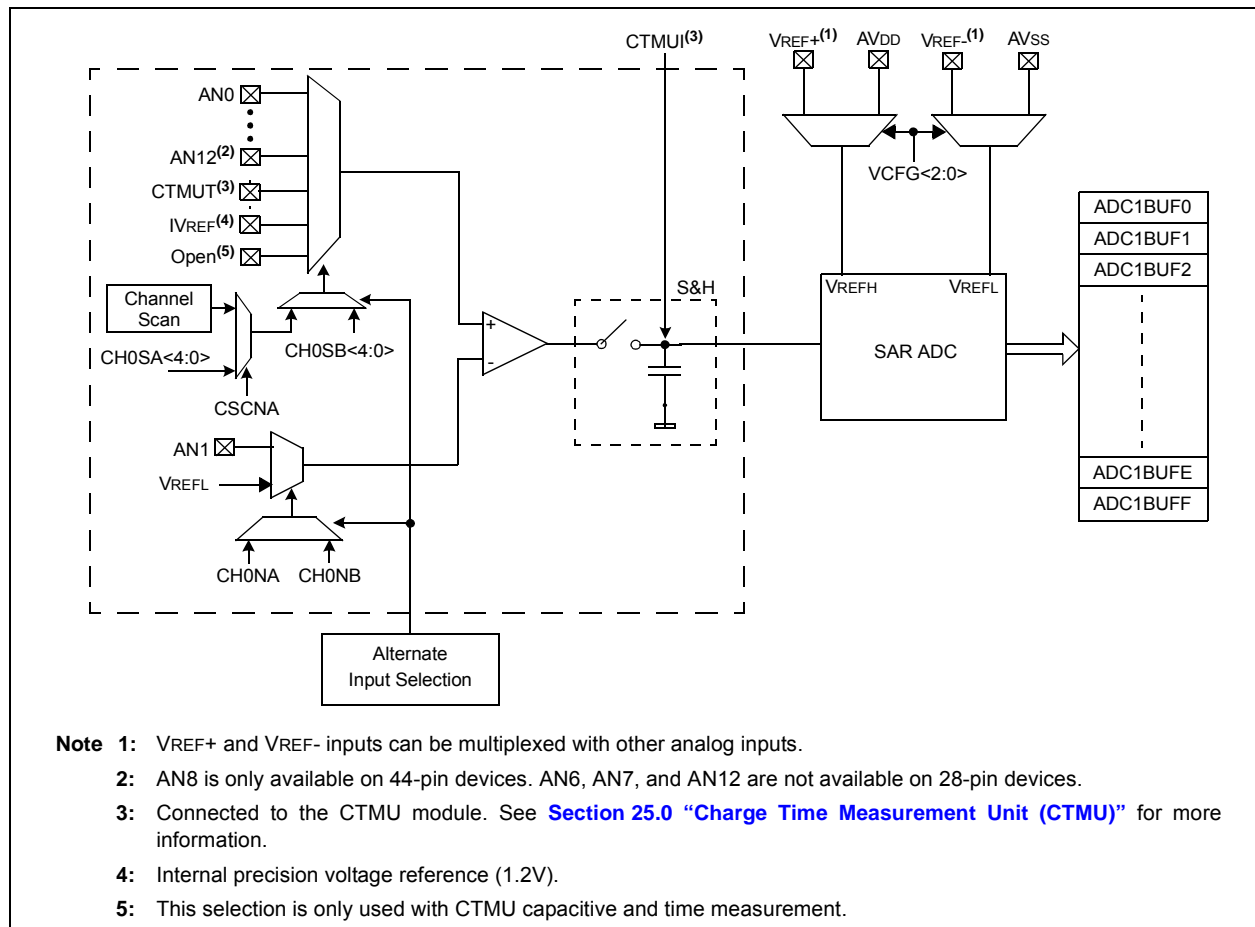 CTMUI(3)
VREF+(1) AVDD VREF-(1) AVSS
AN0
AN12(2)
CTMUT(3)
IVREF(4)
Open(5)
VCFG<2:0>
ADC1BUF0
ADC1BUF1
ADC1BUF2
S&H
VREFH VREFL
SAR ADC
Channel
Scan
CH0SA<4:0>
CH0SB<4:0>
+
-
CSCNA
AN1
VREFL
ADC1BUFE
ADC1BUFF
CH0NA CH0NB
Alternate
Input Selection
Note 1: VREF+ and VREF- inputs can be multiplexed with other analog inputs.
2: AN8 is only available on 44-pin devices. AN6, AN7, and AN12 are not available on 28-pin devices.
3: Connected to the CTMU module. See Section 25.0 “Charge Time Measurement Unit (CTMU)” for more
information.
4: Internal precision voltage reference (1.2V).
5: This selection is only used with CTMU capacitive and time measurement.